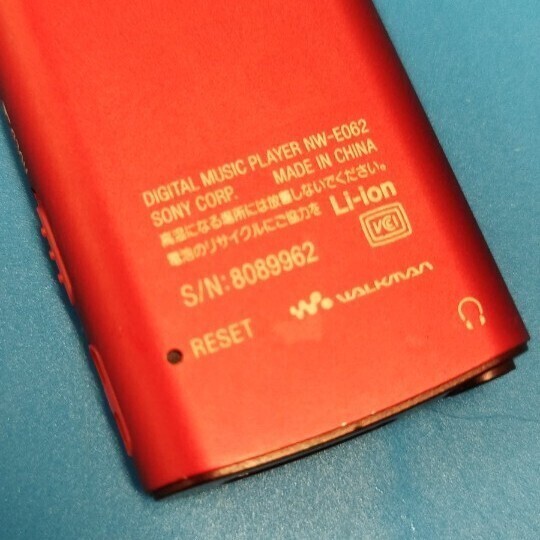 DIGITAL MUSIC PLAYER NW-E062
SONY CORP. MADE IN CHINA
高温になる場所には放置しないでください。
電池のリサイクルにご協力を Li-ion
VCI
S/N: 8089962
WALKMAN
RESET